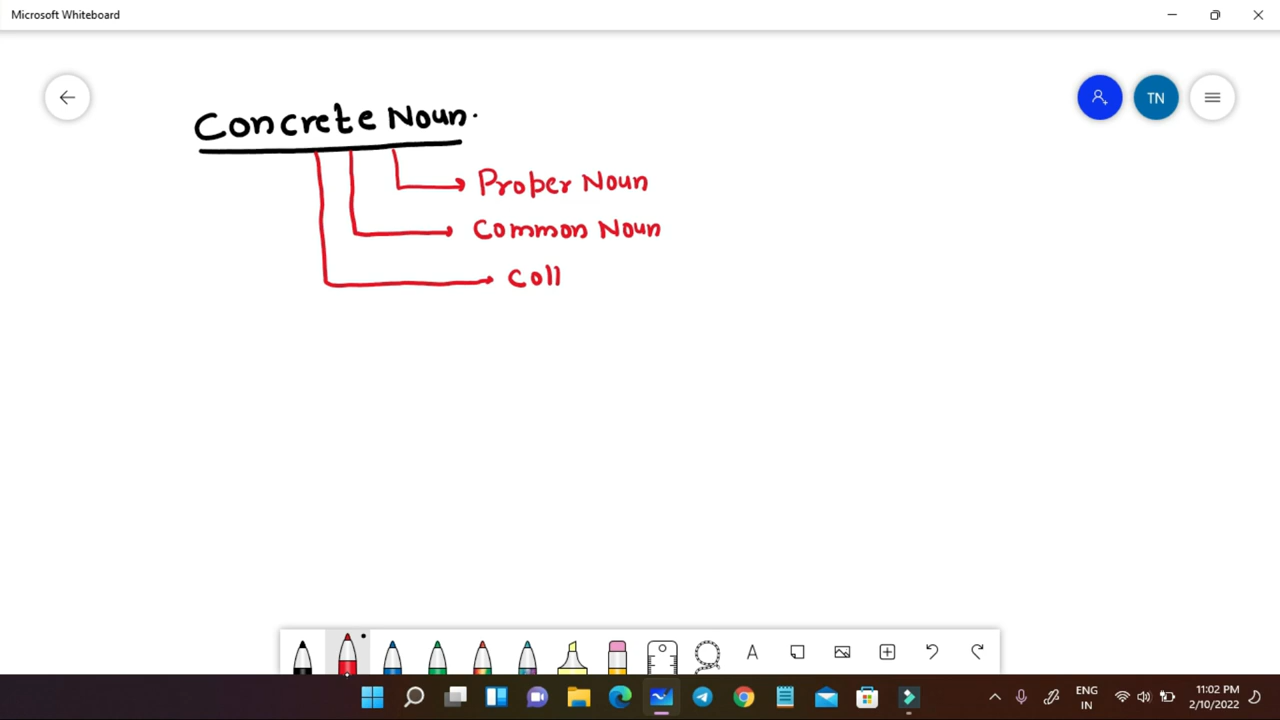 Microsoft Whiteboard
TN
Concrete Noun.
Proper Noun
Common Noun
Coll
A
ENG
IN
11:02 PM
2/10/2022